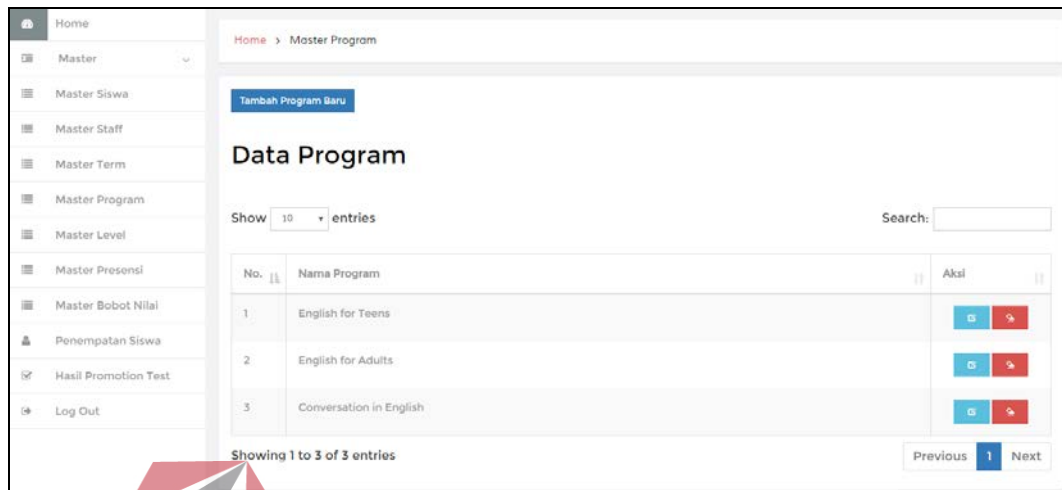 Home
Master
Master Siswa
Master Staff
Master Term
Master Program
Master Level
Master Presensi
Master Bobot Nilai
Penempatan Siswa
Hasil Promotion Test
Log Out
Home > Master Program
Tambah Program Baru
Data Program
Show 10 entries Search:
No. Nama Program Aksi
1 English for Teens
2 English for Adults
3 Conversation in English
Showing 1 to 3 of 3 entries Previous 1 Next